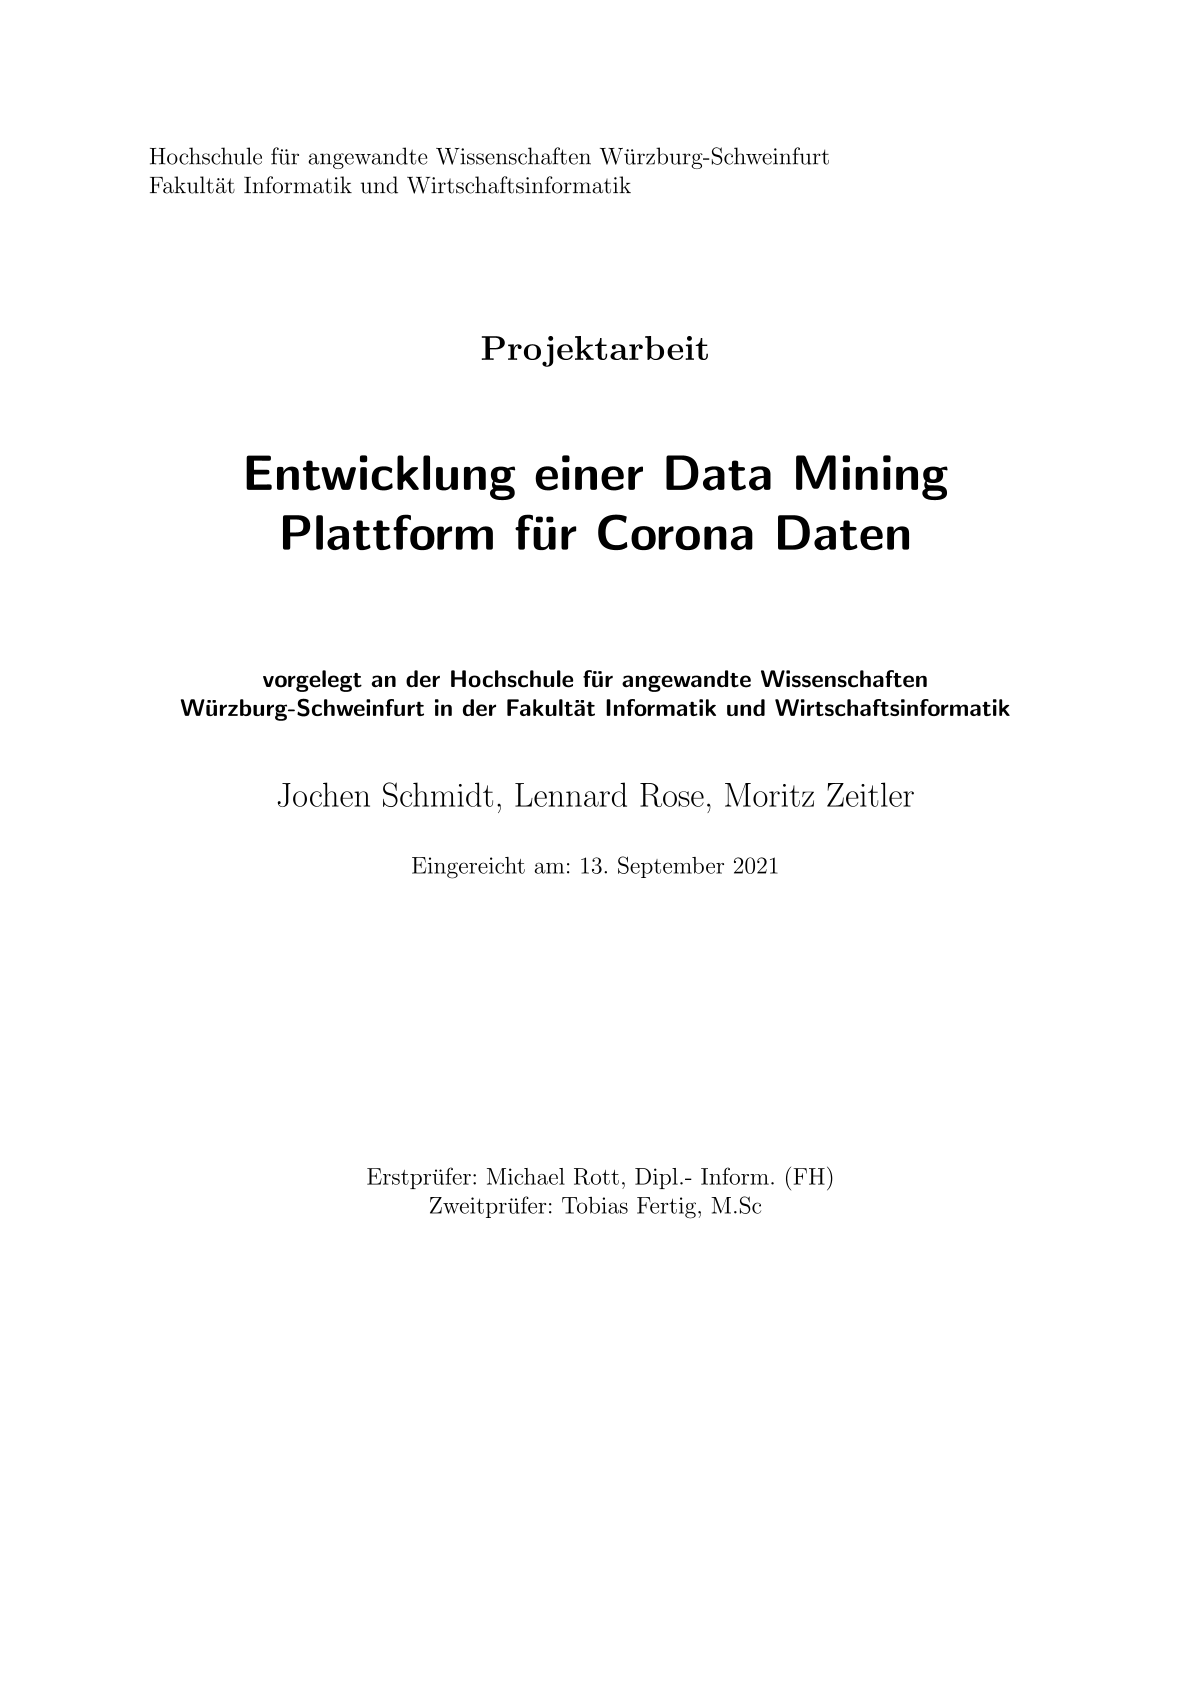 Hochschule für angewandte Wissenschaften Würzburg-Schweinfurt
Fakultät Informatik und Wirtschaftsinformatik
Projektarbeit
Entwicklung einer Data Mining
Plattform für Corona Daten
vorgelegt an der Hochschule für angewandte Wissenschaften
Würzburg-Schweinfurt in der Fakultät Informatik und Wirtschaftsinformatik
Jochen Schmidt, Lennard Rose, Moritz Zeitler
Eingereicht am: 13. September 2021
Erstprüfer: Michael Rott, Dipl.- Inform. (FH)
Zweitprüfer: Tobias Fertig, M.Sc